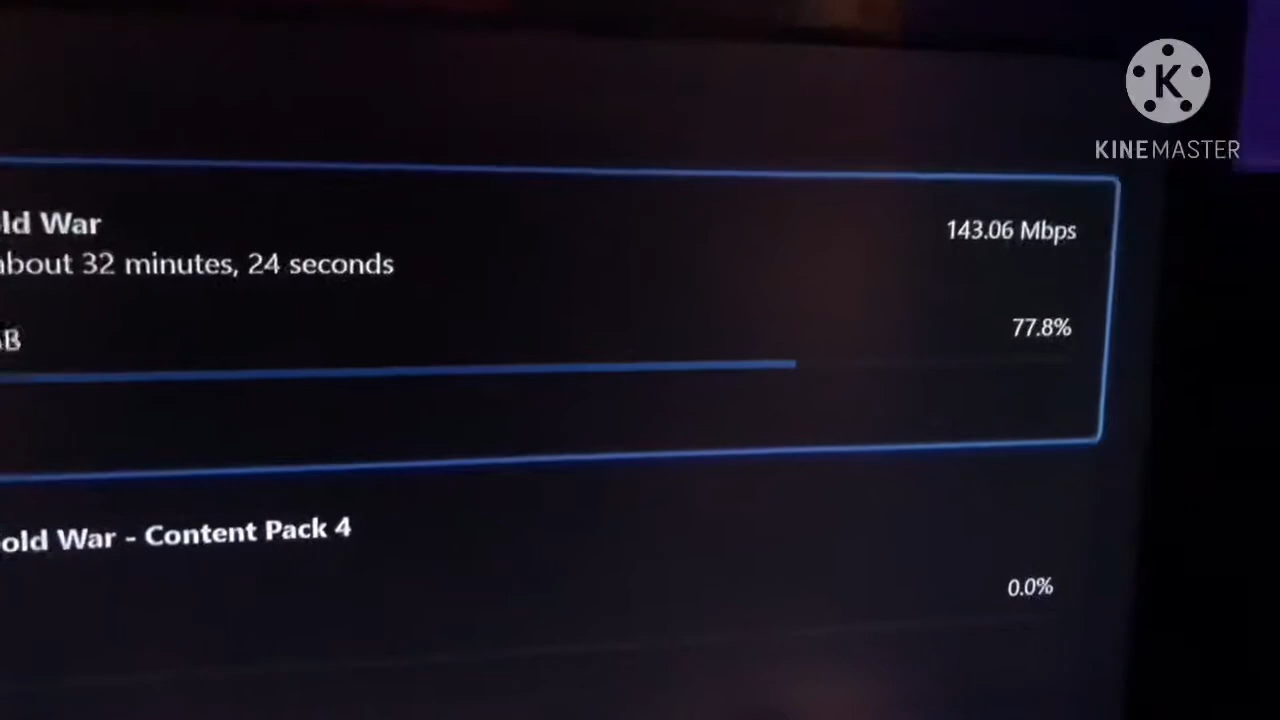 K
KINEMASTER
ld War
143.06 Mbps
about 32 minutes, 24 seconds
77.8%
B
old War - Content Pack 4
0.0%